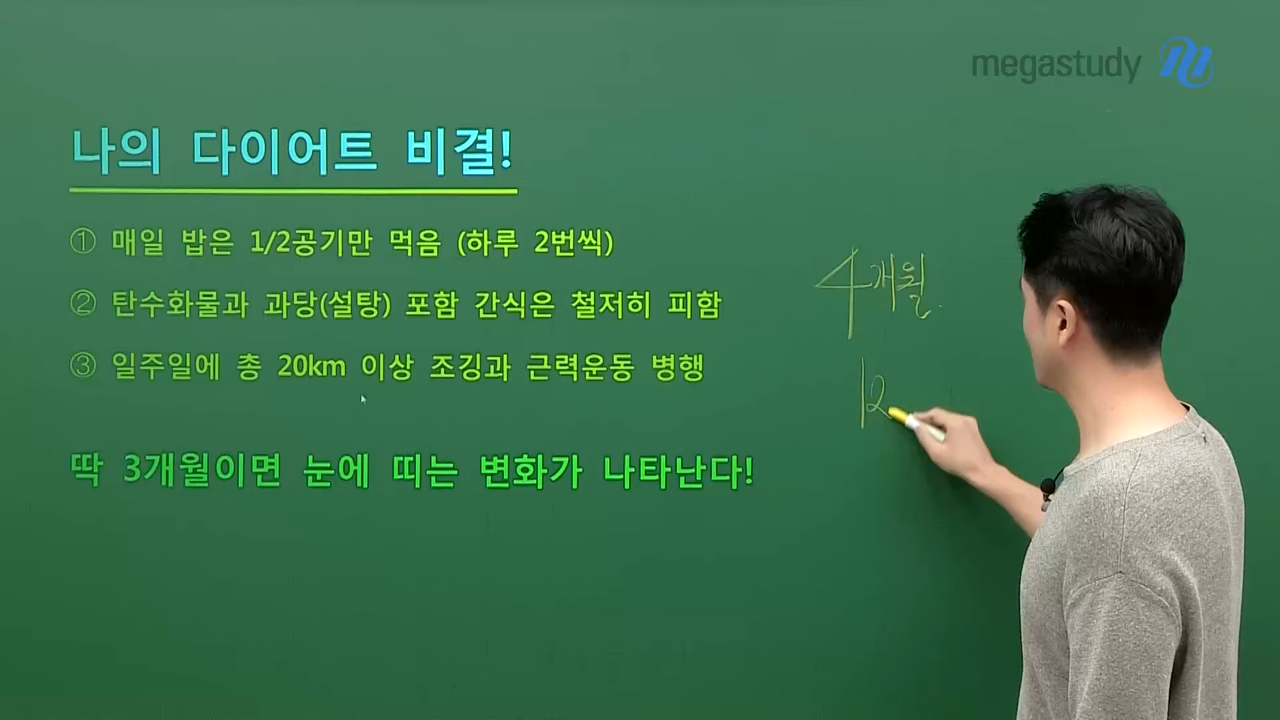 megastudy
나의 다이어트 비결!
① 매일 밥은 1/2공기만 먹음 (하루 2번씩)
② 탄수화물과 과당(설탕) 포함 간식은 철저히 피함
③ 일주일에 총 20km 이상 조깅과 근력운동 병행
딱 3개월이면 눈에 띠는 변화가 나타난다!
4개월.
12